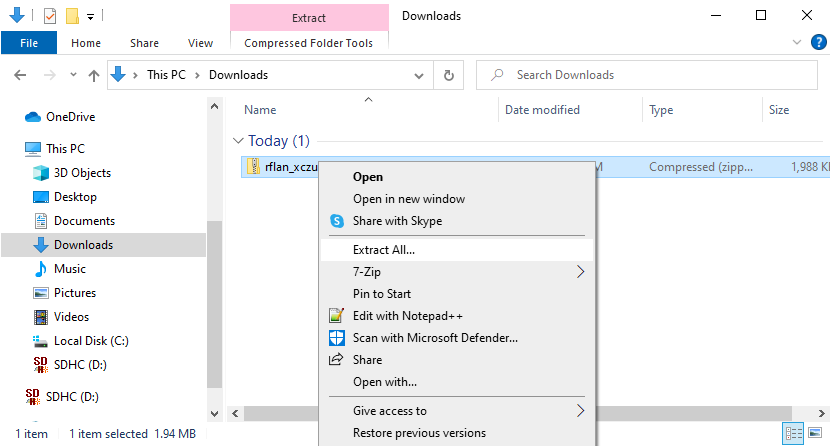 Extract
Downloads
File
Home
Share
View
Compressed Folder Tools
This PC
Downloads
Search Downloads
Name
Date modified
Type
Size
OneDrive
This PC
3D Objects
Desktop
Documents
Downloads
Music
Pictures
Videos
Local Disk (C:)
SDHC (D:)
SDHC (D:)
Today (1)
rflan_xczu
M
Compressed (zipp...
1,988 K
Open
Open in new window
Share with Skype
Extract All...
7-Zip
Pin to Start
Edit with Notepad++
Scan with Microsoft Defender...
Share
Open with...
Give access to
Restore previous versions
1 item
1 item selected 1.94 MB